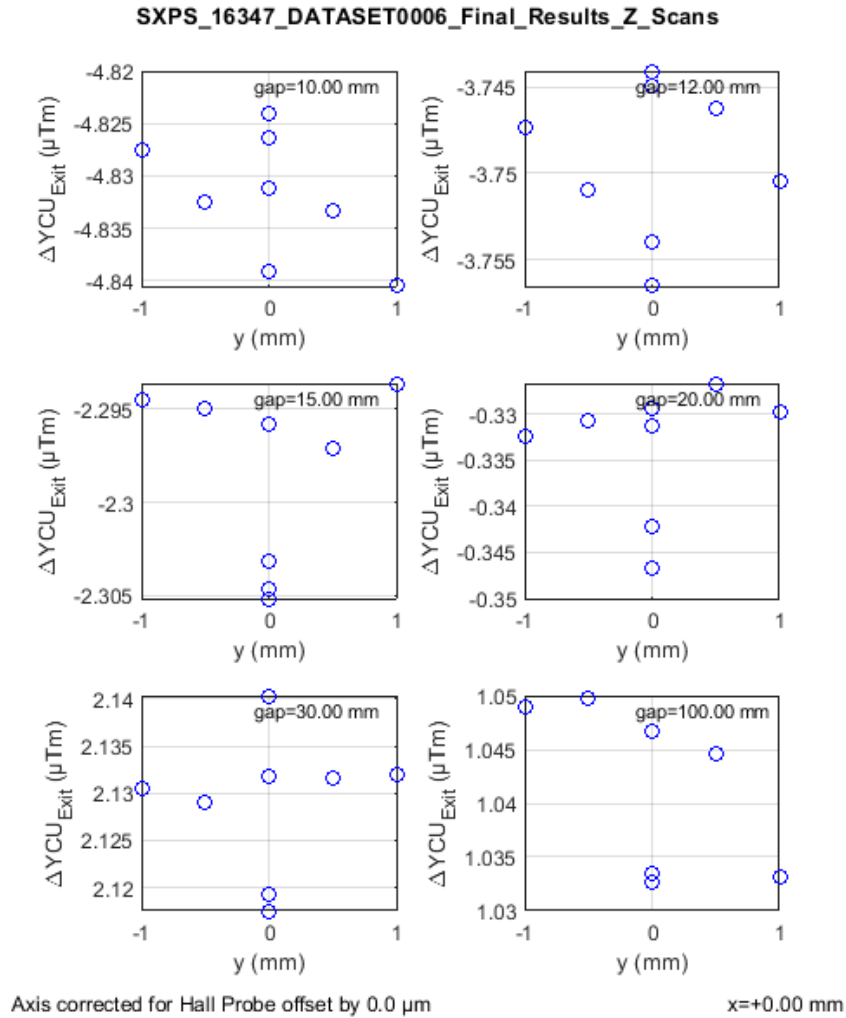 SXPS_16347_DATASET0006_Final_Results_Z_Scans
-4.82
-4.825
-4.83
-4.835
-4.84
ΔYCU_Exit (µTm)
gap=10.00 mm
-1 0 1
y (mm)
-3.745
-3.75
-3.755
ΔYCU_Exit (µTm)
gap=12.00 mm
-1 0 1
y (mm)
-2.295
-2.3
-2.305
ΔYCU_Exit (µTm)
gap=15.00 mm
-1 0 1
y (mm)
-0.33
-0.335
-0.34
-0.345
-0.35
ΔYCU_Exit (µTm)
gap=20.00 mm
-1 0 1
y (mm)
2.14
2.135
2.13
2.125
2.12
ΔYCU_Exit (µTm)
gap=30.00 mm
-1 0 1
y (mm)
1.05
1.045
1.04
1.035
1.03
ΔYCU_Exit (µTm)
gap=100.00 mm
-1 0 1
y (mm)
Axis corrected for Hall Probe offset by 0.0 µm
x=+0.00 mm